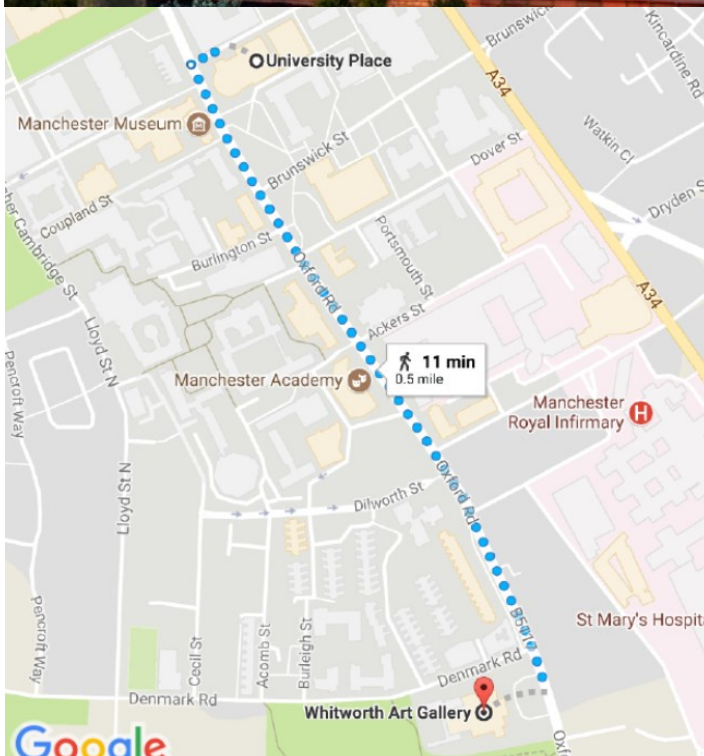 University Place
Brunswick
Kincardine Rd
A34
Manchester Museum
Watkin Cl
Brunswick St
Dover St
Dryden S
Coupland St
her Cambridge St
Burlington St
Portsmouth St
A34
Oxford Rd
Ackers St
Lloyd St N
11 min
0.5 mile
Pencroft Way
Manchester Academy
Manchester
Royal Infirmary
H
Oxford Rd
Dilworth St
Lloyd St N
Pencroft Way
Cecil St
Acomb St
Burleigh St
St Mary's Hospita
Denmark Rd
Denmark Rd
Whitworth Art Gallery
Oxf
Google